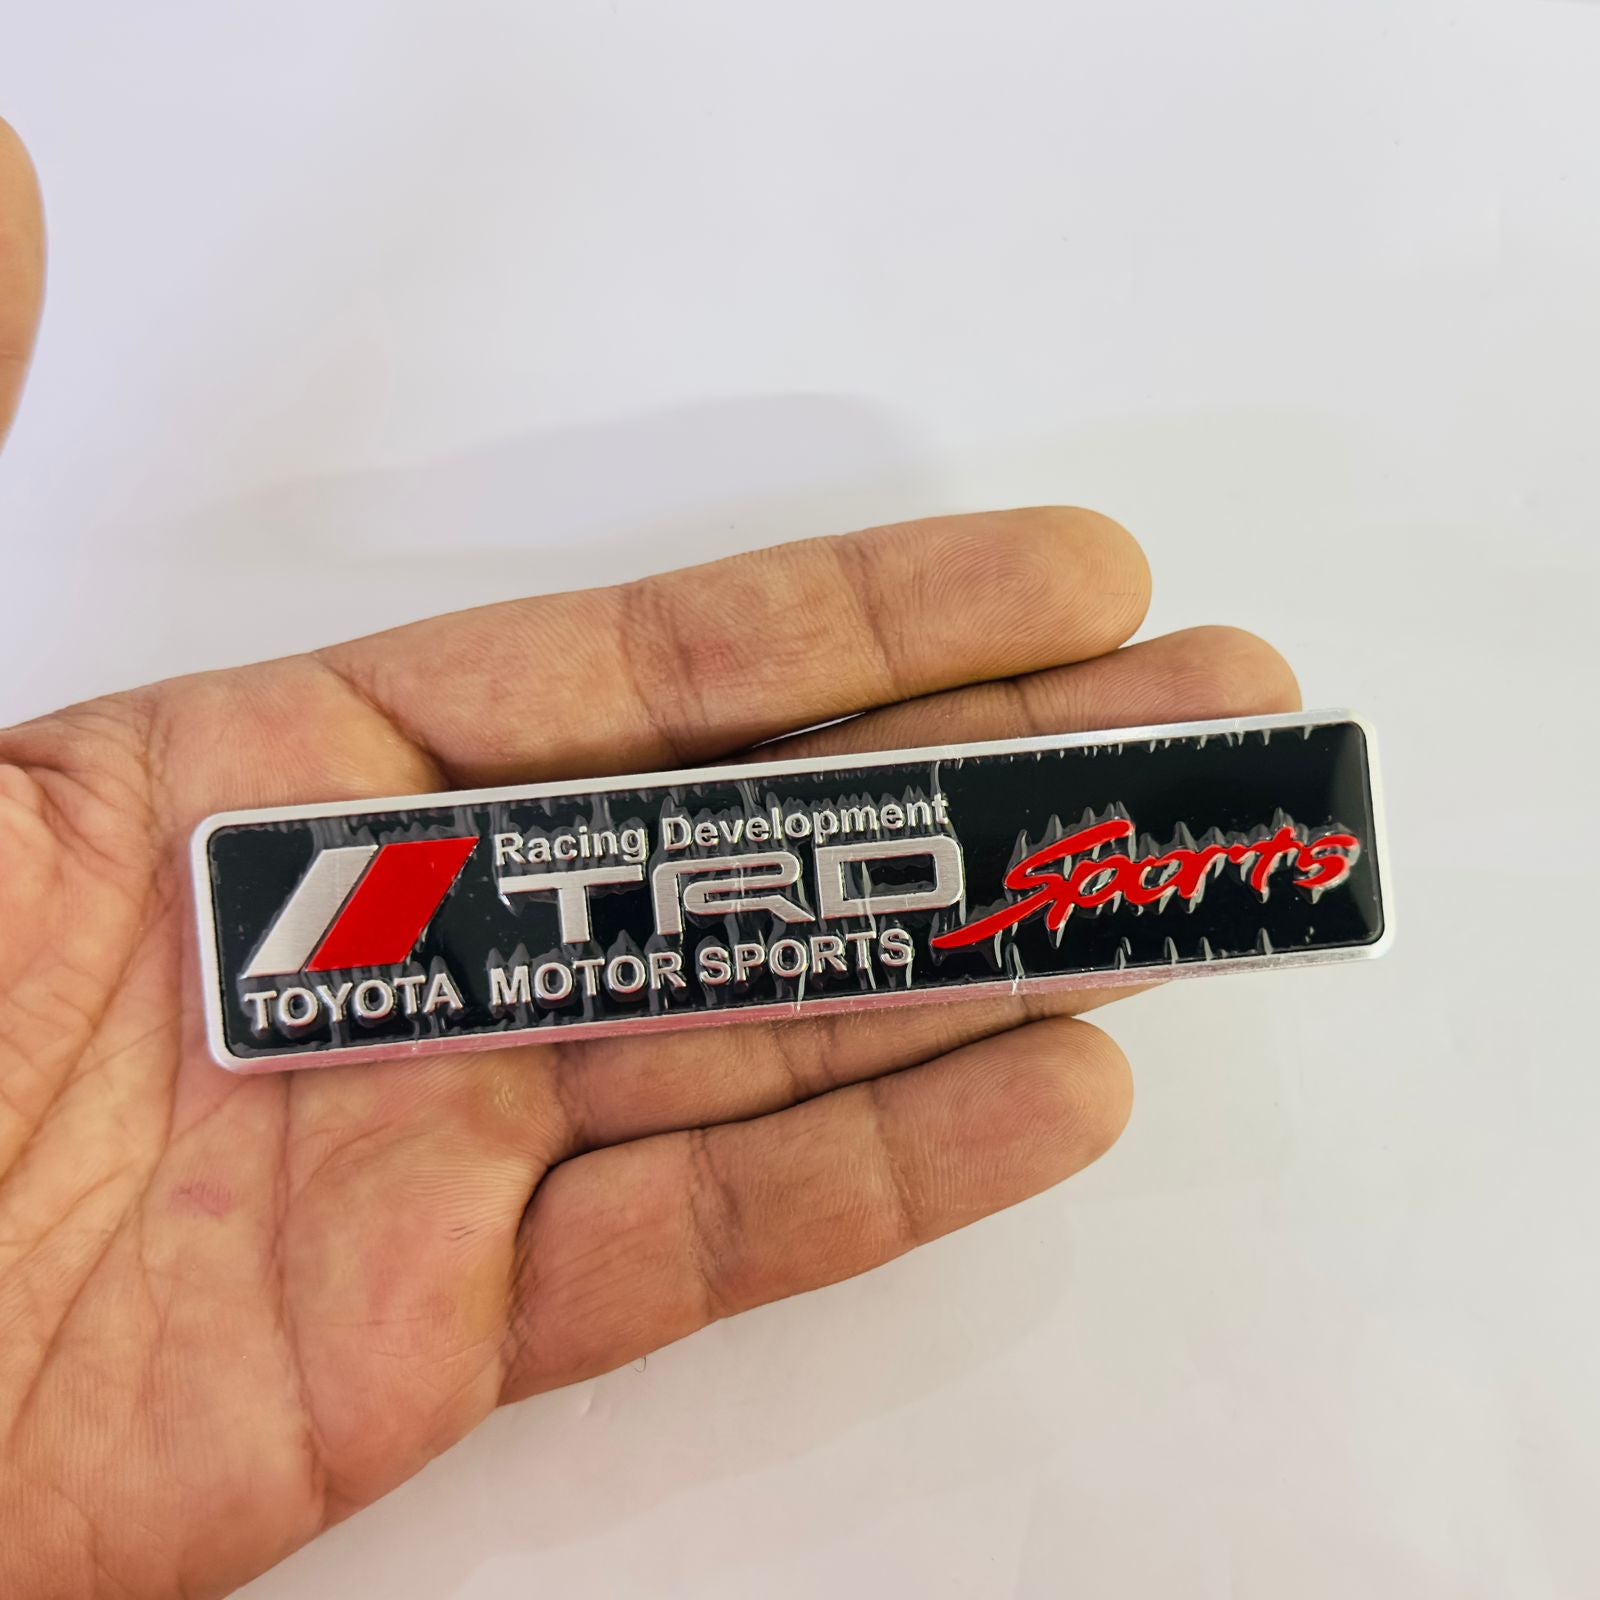 Racing Development
TRD Sports
TOYOTA MOTOR SPORTS